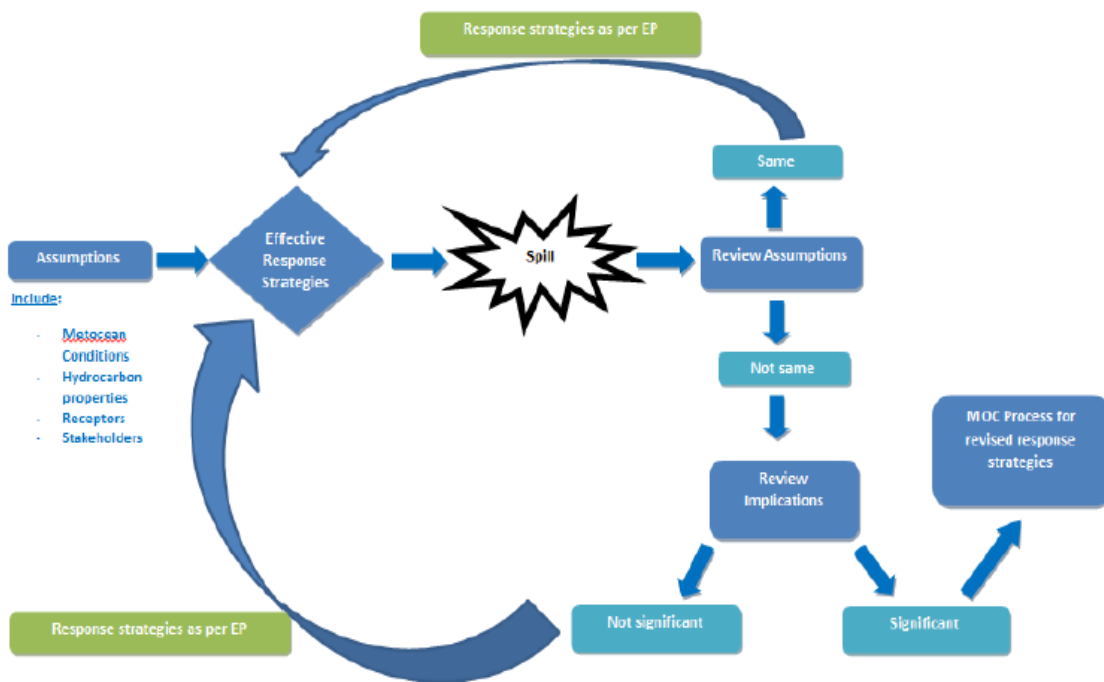 Response strategies as per EP
Same
Assumptions
Effective
Response
Strategies
Spill
Review Assumptions
Include:
- Metocean
Conditions
- Hydrocarbon
properties
- Receptors
- Stakeholders
Not same
MOC Process for
revised response
strategies
Review
Implications
Response strategies as per EP
Not significant
Significant